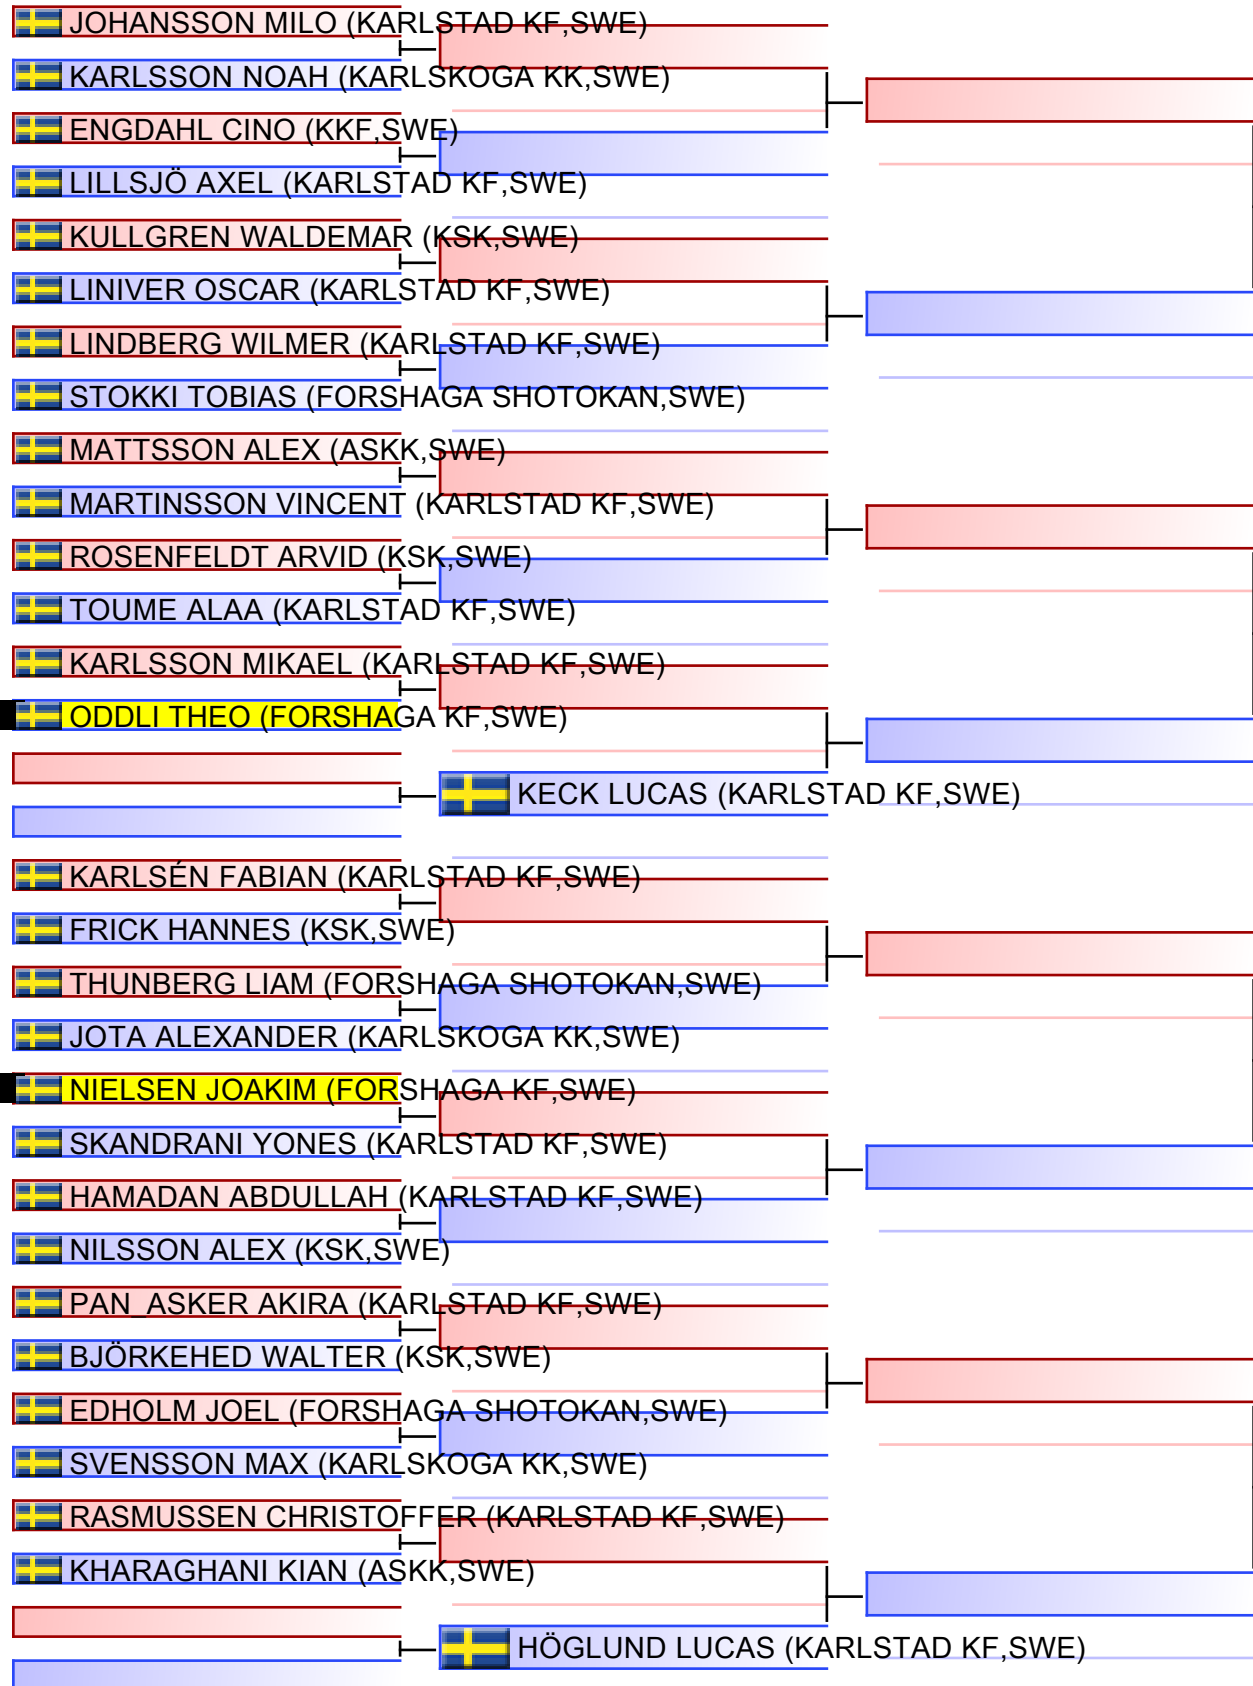 JOHANSSON MILO (KARLSTAD KF,SWE)
KARLSSON NOAH (KARLSKOGA KK,SWE)
ENGDAHL CINO (KKF,SWE)
LILLSJÖ AXEL (KARLSTAD KF,SWE)
KULLGREN WALDEMAR (KSK,SWE)
LINIVER OSCAR (KARLSTAD KF,SWE)
LINDBERG WILMER (KARLSTAD KF,SWE)
STOKKI TOBIAS (FORSHAGA SHOTOKAN,SWE)
MATTSSON ALEX (ASKK,SWE)
MARTINSSON VINCENT (KARLSTAD KF,SWE)
ROSENFELDT ARVID (KSK,SWE)
TOUME ALAA (KARLSTAD KF,SWE)
KARLSSON MIKAEL (KARLSTAD KF,SWE)
ODDLI THEO (FORSHAGA KF,SWE)
KECK LUCAS (KARLSTAD KF,SWE)
KARLSÉN FABIAN (KARLSTAD KF,SWE)
FRICK HANNES (KSK,SWE)
THUNBERG LIAM (FORSHAGA SHOTOKAN,SWE)
JOTA ALEXANDER (KARLSKOGA KK,SWE)
NIELSEN JOAKIM (FORSHAGA KF,SWE)
SKANDRANI YONES (KARLSTAD KF,SWE)
HAMADAN ABDULLAH (KARLSTAD KF,SWE)
NILSSON ALEX (KSK,SWE)
PAN_ASKER AKIRA (KARLSTAD KF,SWE)
BJÖRKEHED WALTER (KSK,SWE)
EDHOLM JOEL (FORSHAGA SHOTOKAN,SWE)
SVENSSON MAX (KARLSKOGA KK,SWE)
RASMUSSEN CHRISTOFFER (KARLSTAD KF,SWE)
KHARAGHANI KIAN (ASKK,SWE)
HÖGLUND LUCAS (KARLSTAD KF,SWE)